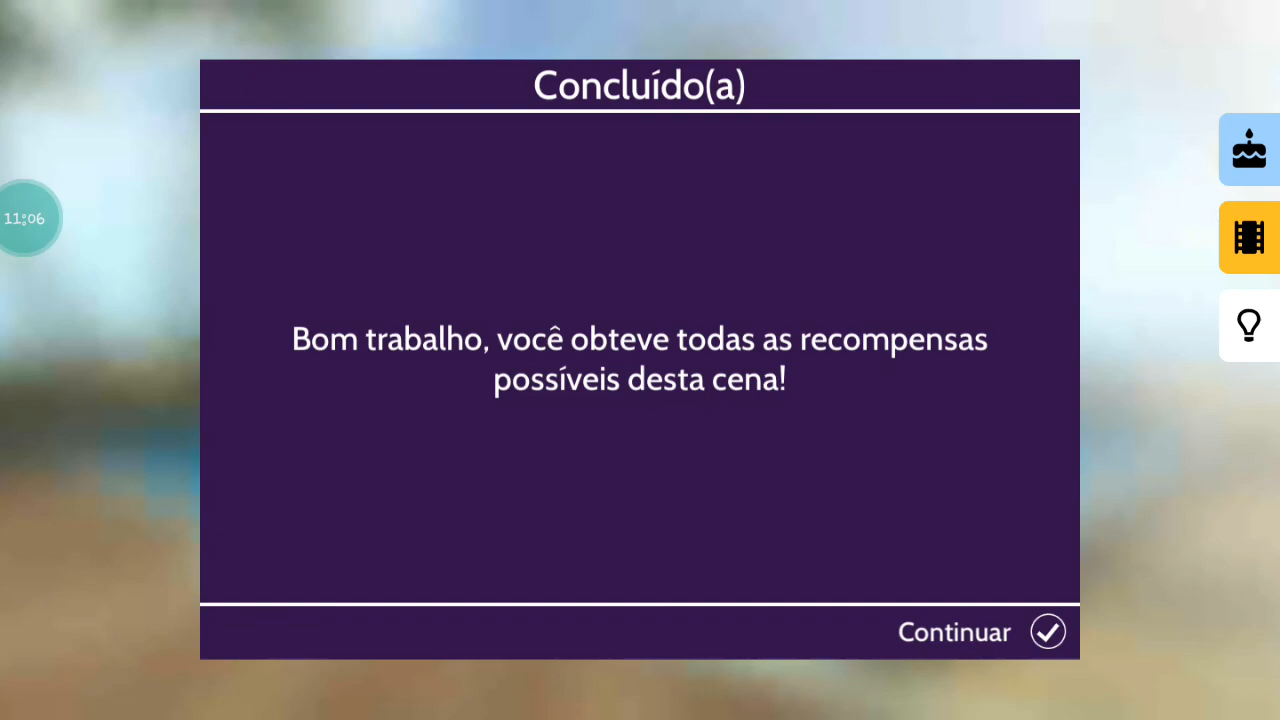 Concluído(a)
11:06
Bom trabalho, você obteve todas as recompensas
possíveis desta cena!
Continuar